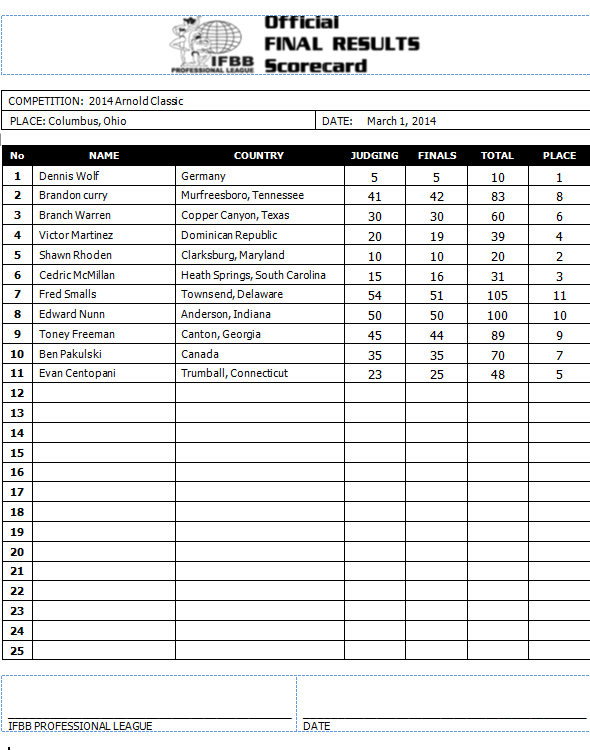 Official
FINAL RESULTS
Scorecard
IFBB
PROFESSIONAL LEAGUE
COMPETITION: 2014 Arnold Classic
PLACE: Columbus, Ohio DATE: March 1, 2014
No NAME COUNTRY JUDGING FINALS TOTAL PLACE
1 Dennis Wolf Germany 5 5 10 1
2 Brandon curry Murfreesboro, Tennessee 41 42 83 8
3 Branch Warren Copper Canyon, Texas 30 30 60 6
4 Victor Martinez Dominican Republic 20 19 39 4
5 Shawn Rhoden Clarksburg, Maryland 10 10 20 2
6 Cedric McMillan Heath Springs, South Carolina 15 16 31 3
7 Fred Smalls Townsend, Delaware 54 51 105 11
8 Edward Nunn Anderson, Indiana 50 50 100 10
9 Toney Freeman Canton, Georgia 45 44 89 9
10 Ben Pakulski Canada 35 35 70 7
11 Evan Centopani Trumball, Connecticut 23 25 48 5
12
13
14
15
16
17
18
19
20
21
22
23
24
25
IFBB PROFESSIONAL LEAGUE DATE